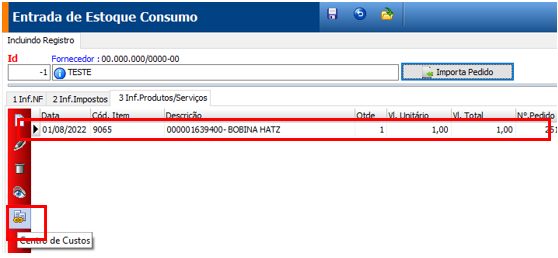 Entrada de Estoque Consumo
Incluindo Registro
Id Fornecedor : 00.000.000/0000-00
-1 TESTE Importa Pedido
1 Inf.NF 2 Inf.Impostos 3 Inf.Produtos/Serviços
Data Cód. Item Descrição Qtde Vl. Unitário Vl. Total Nº.Pedido
01/08/2022 9065 000001639400- BOBINA HATZ 1 1,00 1,00
Centro de Custos